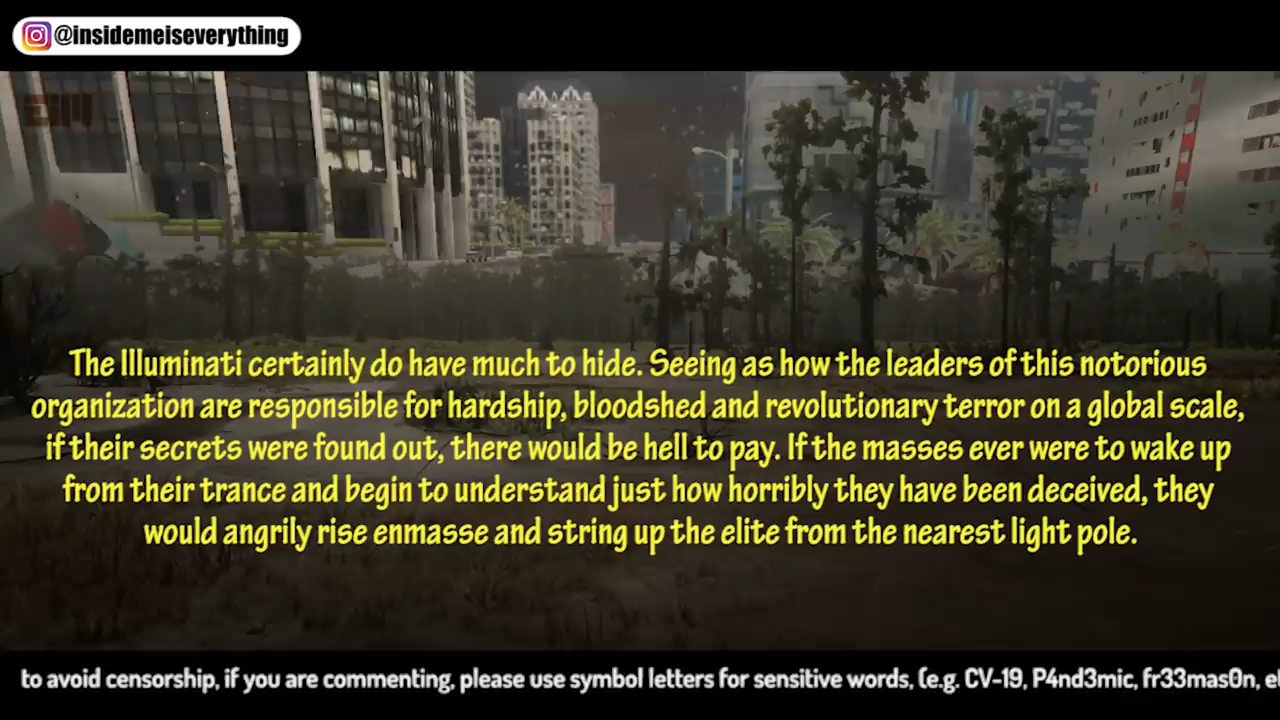 @insidemeiseverything
The Illuminati certainly do have much to hide. Seeing as how the leaders of this notorious
organization are responsible for hardship, bloodshed and revolutionary terror on a global scale,
if their secrets were found out, there would be hell to pay. If the masses ever were to wake up
from their trance and begin to understand just how horribly they have been deceived, they
would angrily rise enmasse and string up the elite from the nearest light pole.
to avoid censorship, if you are commenting, please use symbol letters for sensitive words, (e.g. CV-19, P4nd3mic, fr33mas0n,